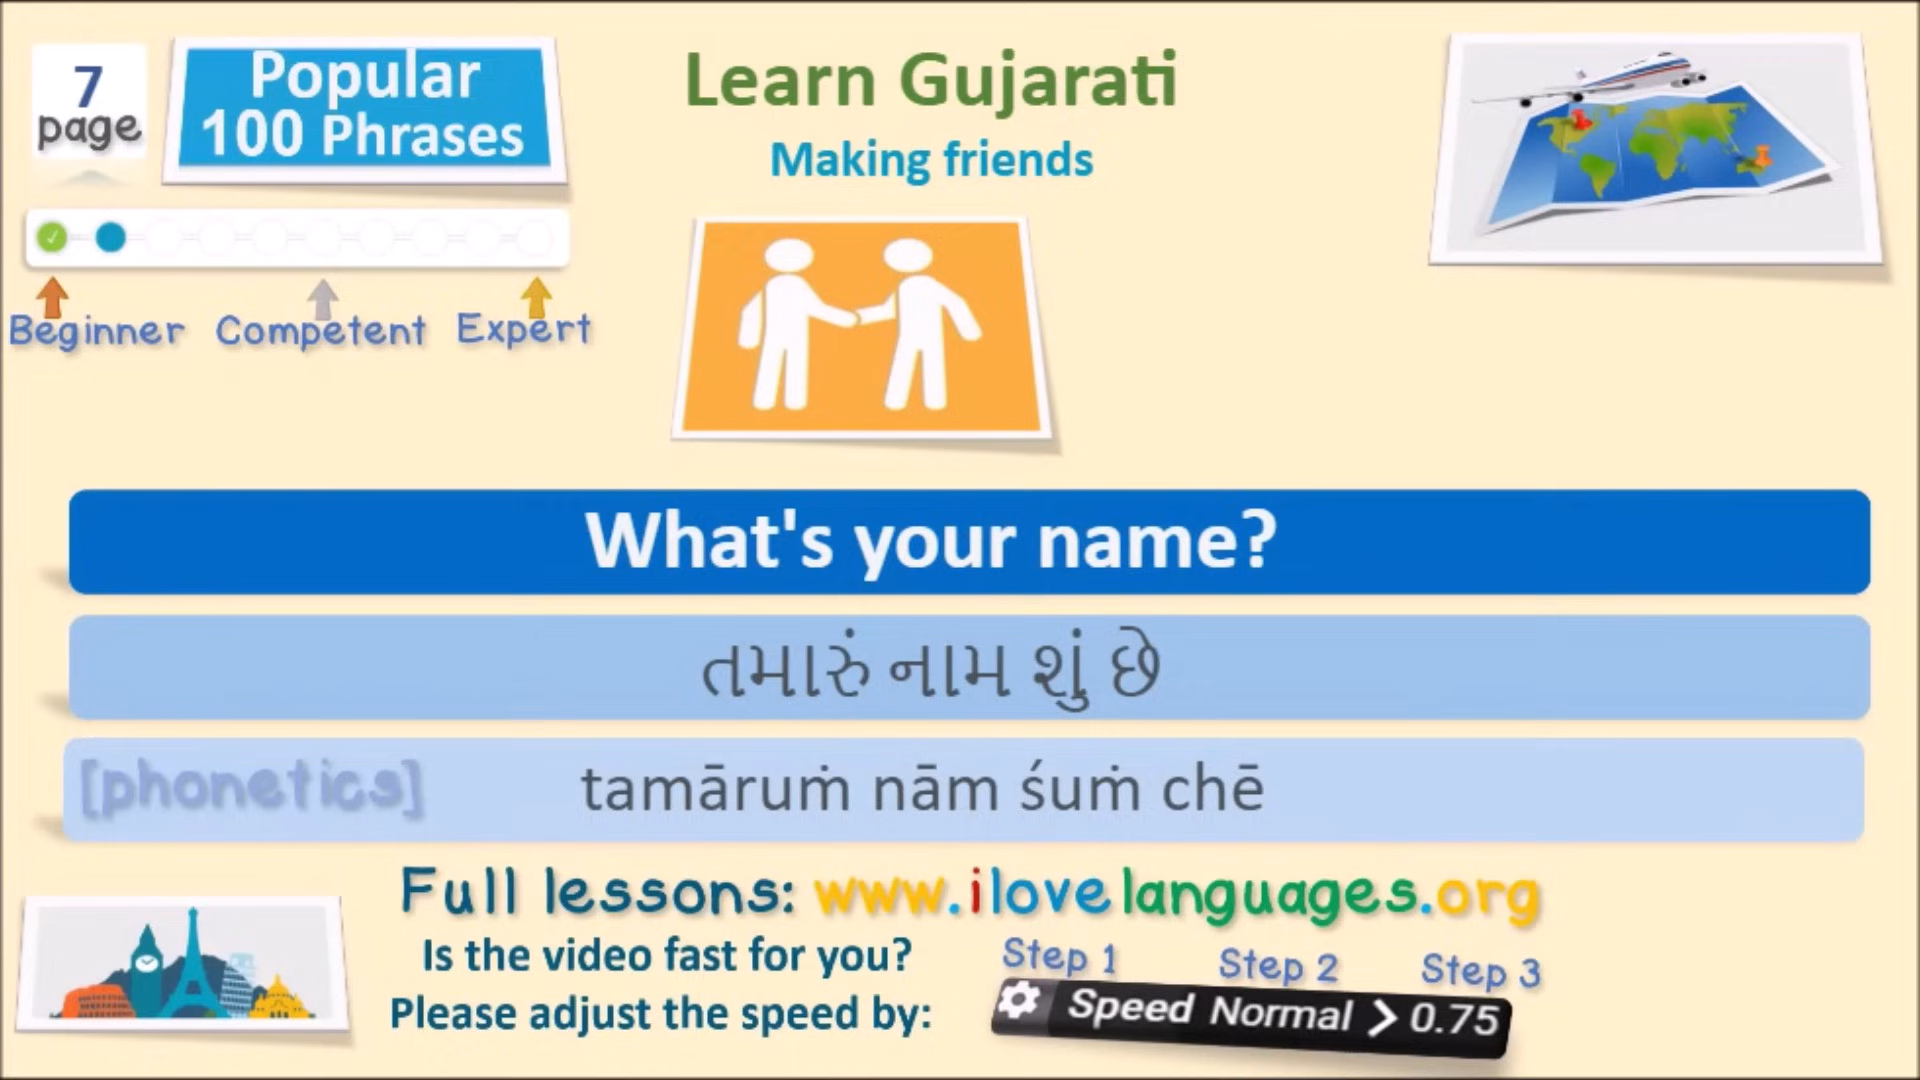 7
page
Popular
100 Phrases
Learn Gujarati
Making friends
Beginner
Competent
Expert
What's your name?
તમારું નામ શું છે
[phonetics]
tamāruṁ nām śuṁ chē
Full lessons: www.ilovelanguages.org
Is the video fast for you?
Please adjust the speed by:
Step 1
Step 2
Step 3
Speed Normal > 0.75